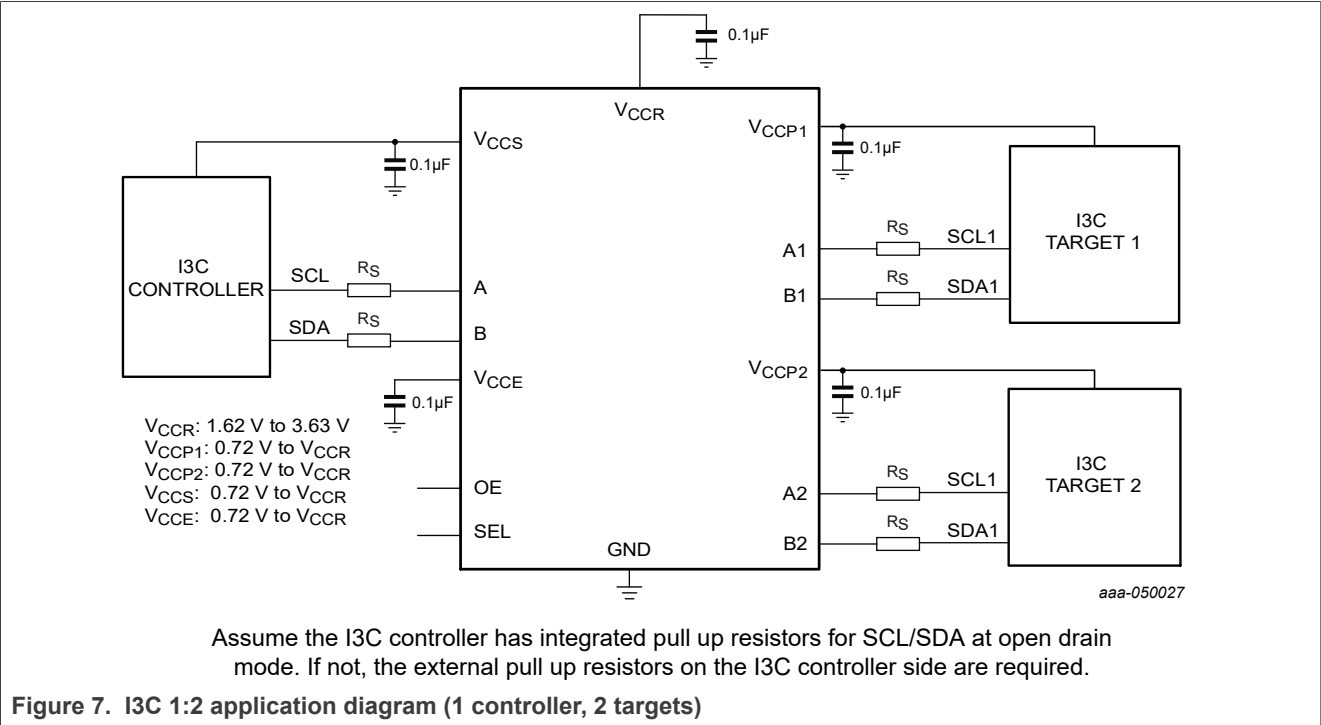 0.1µF
VCCR
VCCS
0.1µF
VCCP1
0.1µF
I3C
CONTROLLER
SCL
RS
A
SDA
RS
B
VCCE
0.1µF
A1
RS
SCL1
B1
RS
SDA1
I3C
TARGET 1
VCCP2
0.1µF
VCCR: 1.62 V to 3.63 V
VCCP1: 0.72 V to VCCR
VCCP2: 0.72 V to VCCR
VCCS: 0.72 V to VCCR
VCCE: 0.72 V to VCCR
OE
SEL
GND
A2
RS
SCL1
B2
RS
SDA1
I3C
TARGET 2
aaa-050027
Assume the I3C controller has integrated pull up resistors for SCL/SDA at open drain
mode. If not, the external pull up resistors on the I3C controller side are required.
Figure 7. I3C 1:2 application diagram (1 controller, 2 targets)